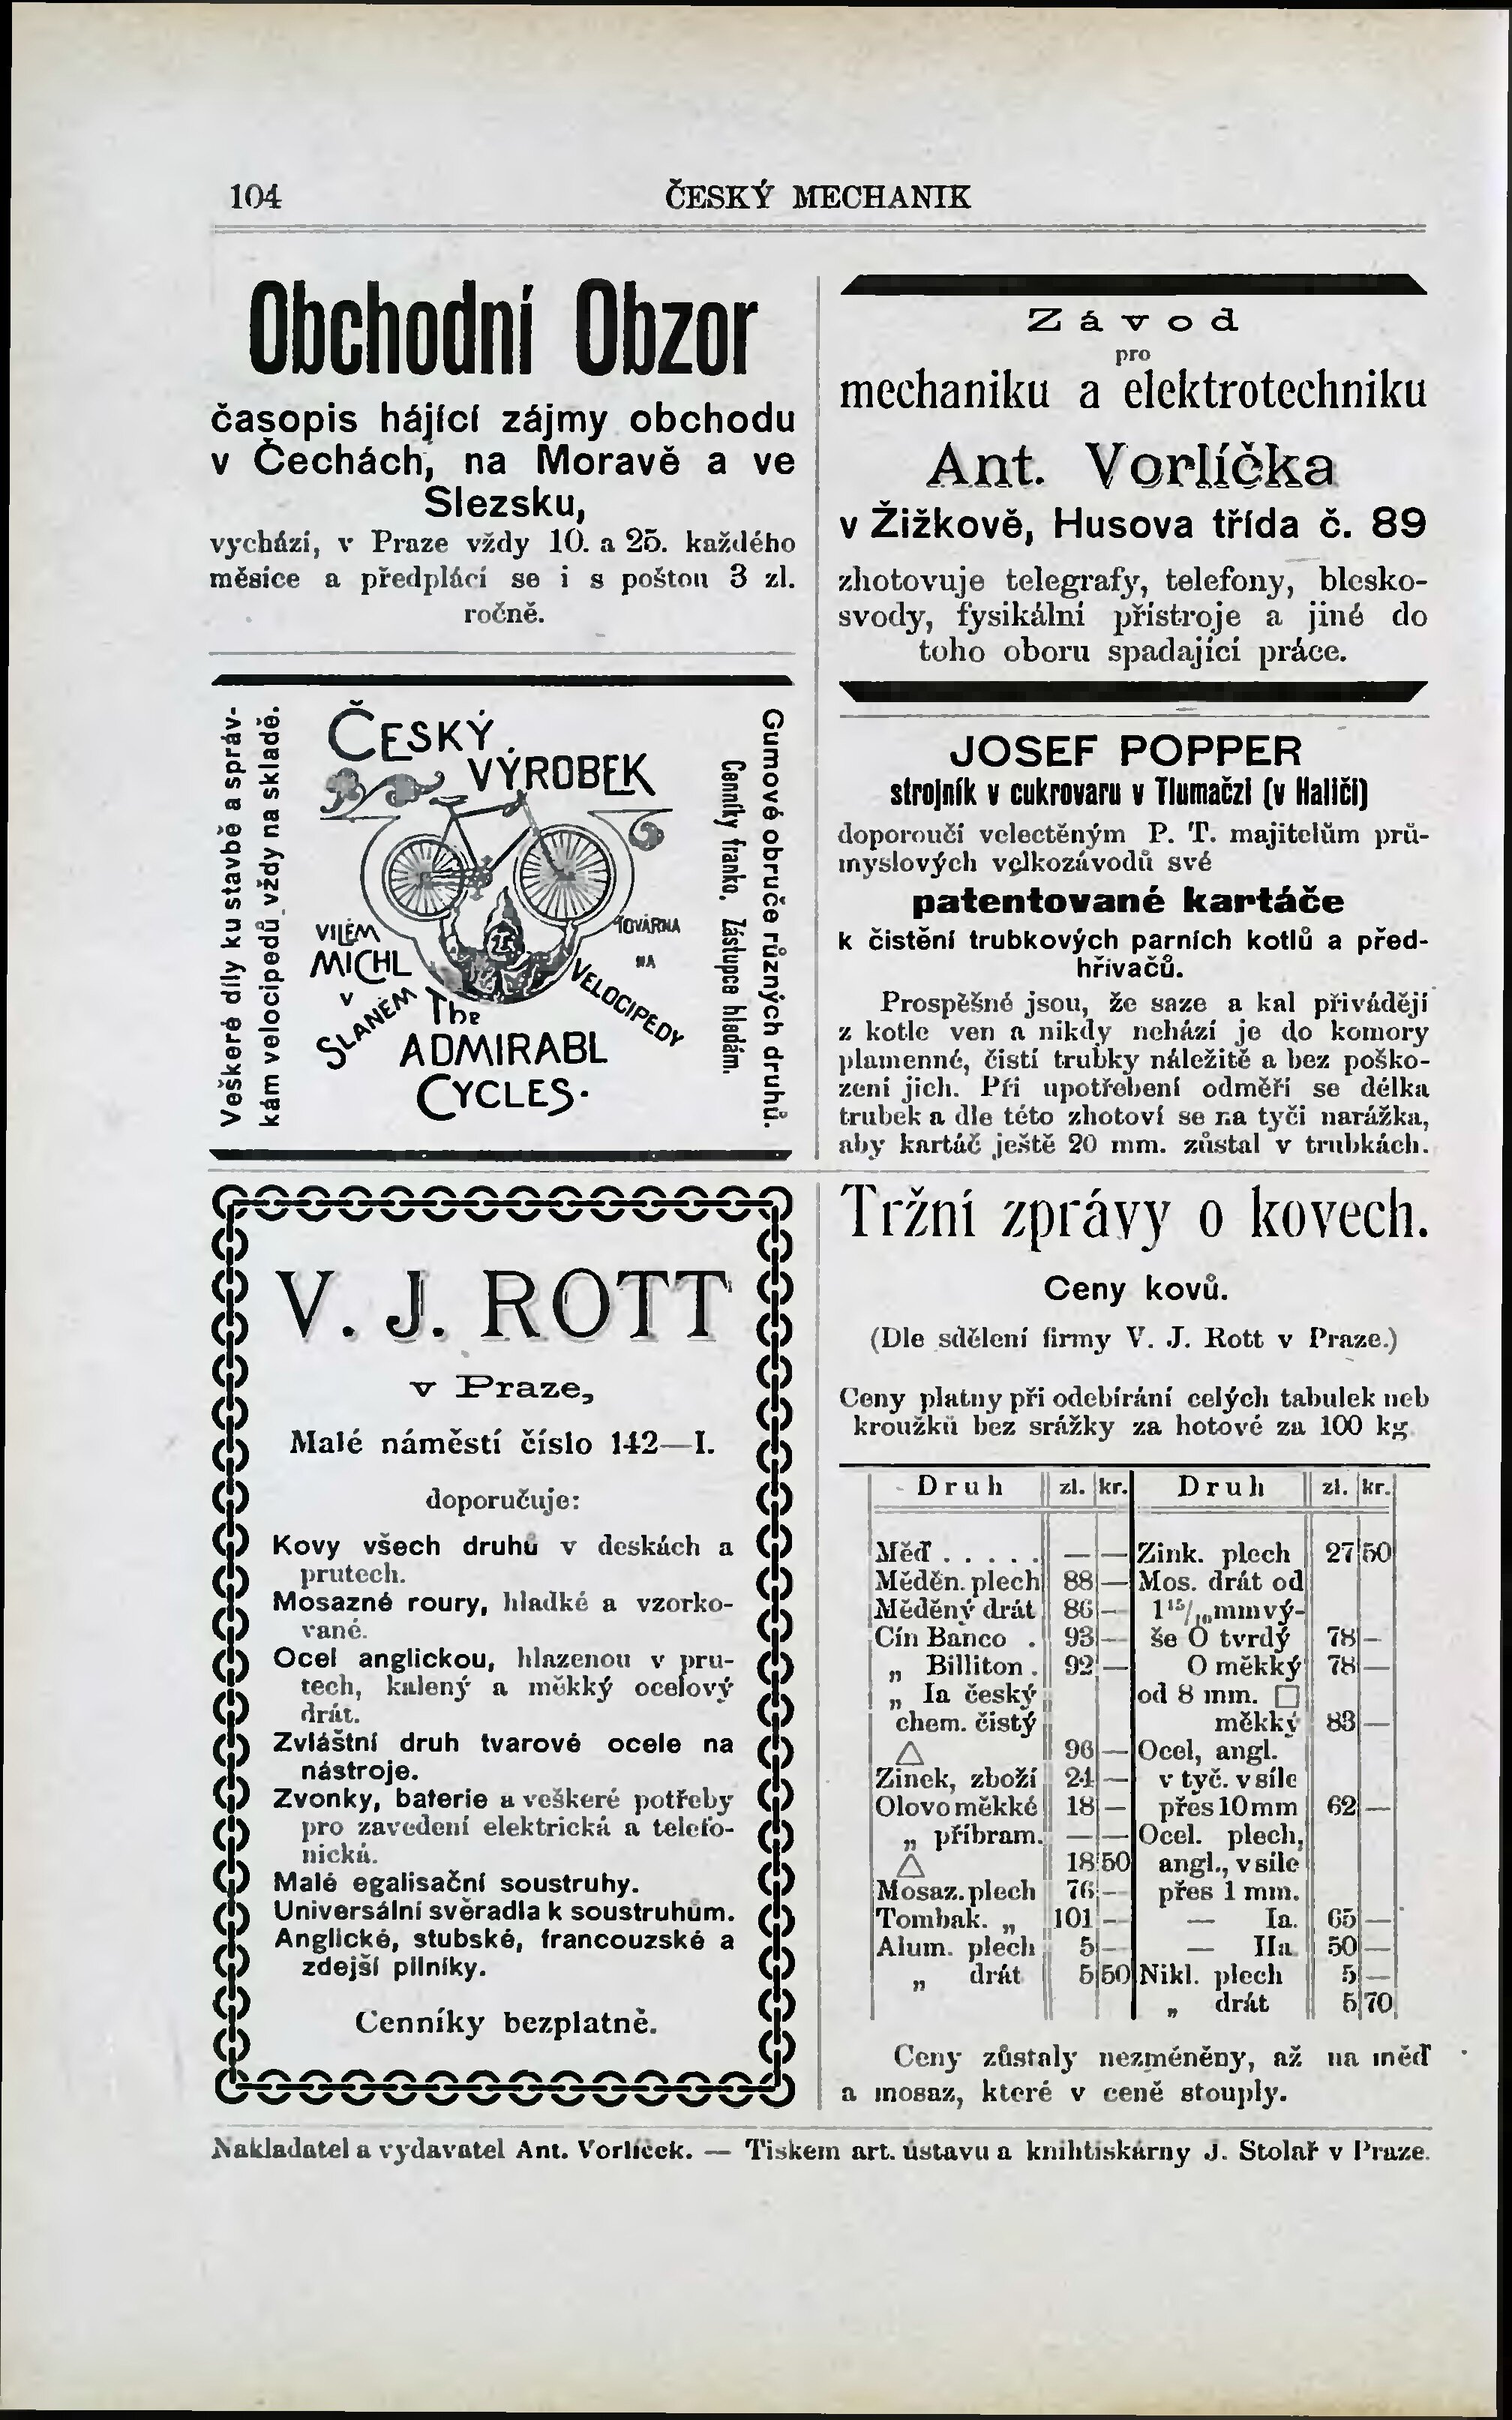 104
ČESKÝ MECHANIK
Obchodní Obzor
časopis hájící zájmy obchodu
v Čechách, na Moravě a ve
Slezsku,
vychází, v Praze vždy 10. a 25. každého
měsíce a předplácí se i s poštou 3 zl.
ročně.
Veškeré díly ku stavbě a správ-
kám velocipedů vždy na skladě.
ČESKÝ
VÝROBEK
VILÉM
MICHL
v
SLANÉM
TOVÁRNA
NA
VELOCIPEDY
The
ADMIRABL
CYCLES.
Cenníky franko. Zástupce hledám.
Gumové obruče různých druhů.
V. J. ROTT
v Praze,
Malé náměstí číslo 142—I.
doporučuje:
Kovy všech druhů v deskách a
prutech.
Mosazné roury, hladké a vzorko-
vané.
Ocel anglickou, hlazenou v pru-
tech, kalený a měkký ocelový
drát.
Zvláštní druh tvarové ocele na
nástroje.
Zvonky, baterie a veškeré potřeby
pro zavedení elektrická a telefo-
nická.
Malé egalisační soustruhy.
Universální svěradla k soustruhům.
Anglické, stubské, francouzské a
zdejší pilníky.
Cenníky bezplatně.
Závod
pro
mechaniku a elektrotechniku
Ant. Vorlíčka
v Žižkově, Husova třída č. 89
zhotovuje telegrafy, telefony, blesko-
svody, fysikální přístroje a jiné do
toho oboru spadající práce.
JOSEF POPPER
strojník v cukrovaru v Tlumačzi (v Haliči)
doporoučí velectěným P. T. majitelům prů-
myslových velkozávodů své
patentované kartáče
k čistění trubkových parních kotlů a před-
hřivačů.
Prospěšné jsou, že saze a kal přivádějí
z kotle ven a nikdy nehází je do komory
plamenné, čistí trubky náležitě a bez poško-
zení jich. Při upotřebení odměří se délka
trubek a dle této zhotoví se na tyči narážka,
aby kartáč ještě 20 mm. zůstal v trubkách.
Tržní zprávy o kovech.
Ceny kovů.
(Dle sdělení firmy V. J. Rott v Praze.)
Ceny platny při odebírání celých tabulek neb
kroužků bez srážky za hotové za 100 kg
Druh zl. kr.
Měď . . . . . — —
Měděn. plech 88 —
Měděný drát 86 —
Cín Banco . 93 —
„ Billiton . 92 —
„ Ia český
chem. čistý
△ 96 —
Zinek, zboží 24 —
Olovo měkké 18 —
„ příbram. — —
△ 18 50
Mosaz. plech 76 —
Tombak. „ 101 —
Alum. plech 5 —
„ drát 5 50
Druh zl. kr.
Zink. plech 27 50
Mos. drát od
1¹⁵/₁₀ mm vý-
še O tvrdý 78 —
O měkký 78 —
od 8 mm. □
měkký 83 —
Ocel, angl.
v tyč. v síle
přes 10 mm 62 —
Ocel. plech,
angl., v síle
přes 1 mm.
— Ia. 65 —
— IIa 50 —
Nikl. plech 5 —
„ drát 5 70
Ceny zůstaly nezměněny, až na měď
a mosaz, které v ceně stouply.
Nakladatel a vydavatel Ant. Vorlíček. — Tiskem art. ústavu a knihtiskárny J. Stolař v Praze.